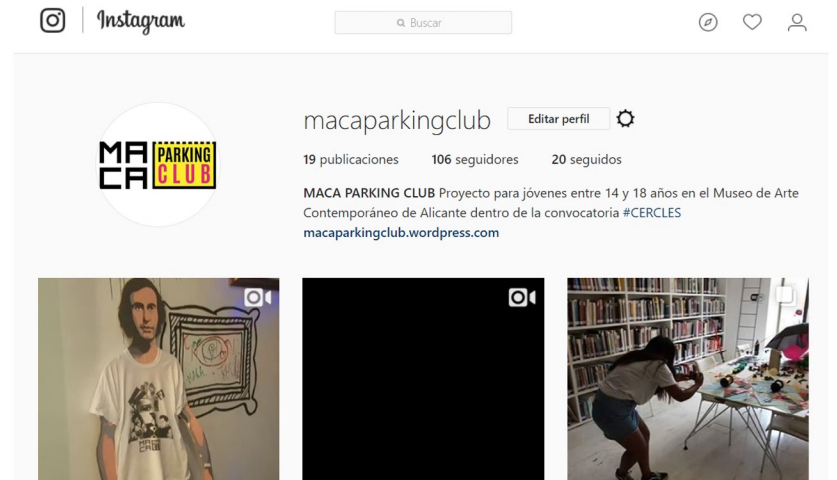 Instagram
Buscar
macaparkingclub
Editar perfil
MACA
PARKING
CLUB
19 publicaciones 106 seguidores 20 seguidos
MACA PARKING CLUB Proyecto para jóvenes entre 14 y 18 años en el Museo de Arte
Contemporáneo de Alicante dentro de la convocatoria #CERCLES
macaparkingclub.wordpress.com